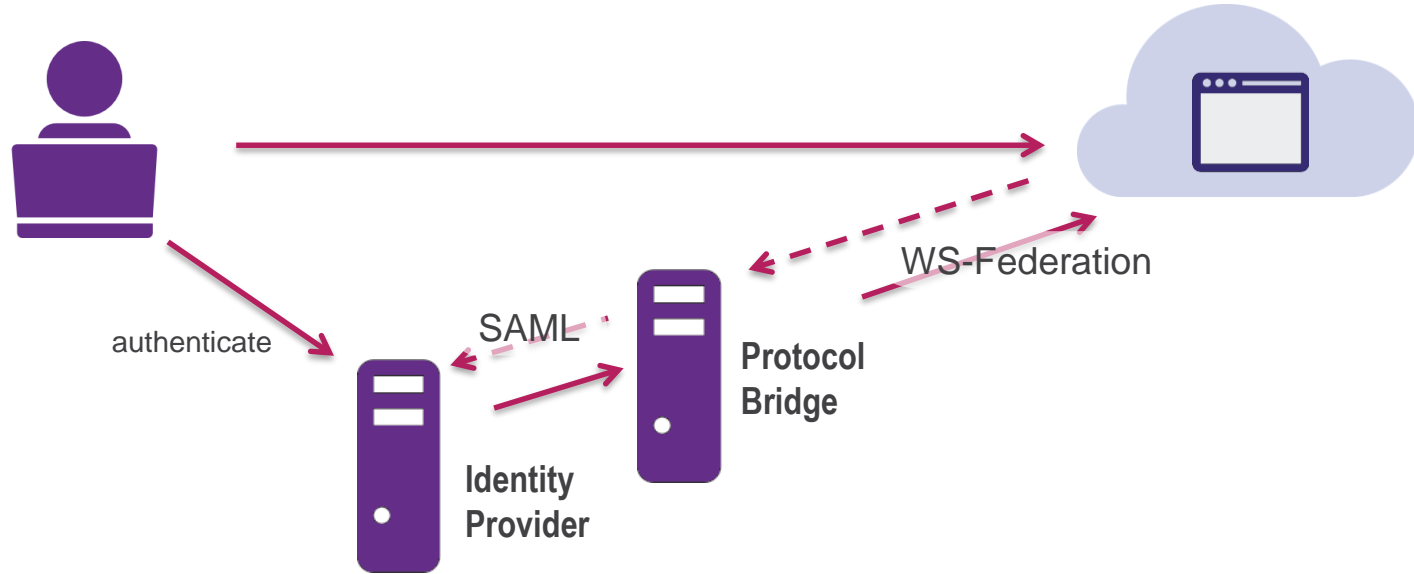 WS-Federation
SAML
authenticate
Protocol
Bridge
Identity
Provider